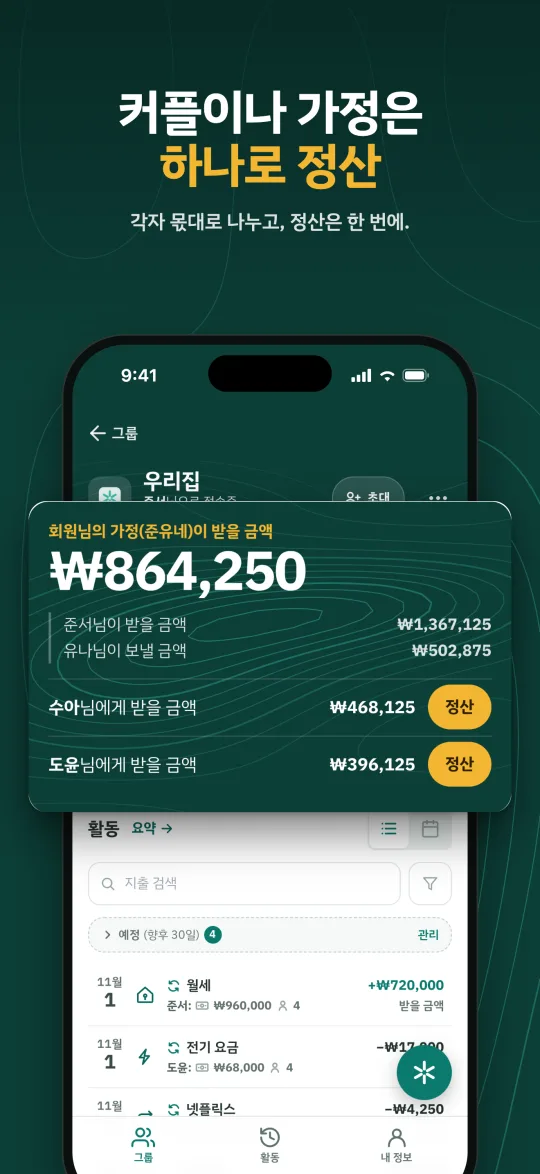 커플이나 가정은
하나로 정산
각자 몫대로 나누고, 정산은 한 번에.
9:41
← 그룹
우리집
초대
회원님의 가정(준유네)이 받을 금액
₩864,250
준서님이 받을 금액 ₩1,367,125
유나님이 보낼 금액 ₩502,875
수아님에게 받을 금액 ₩468,125 정산
도윤님에게 받을 금액 ₩396,125 정산
활동 요약 →
지출 검색
예정 (향후 30일) 4 관리
11월 1 월세 +₩720,000
준서: ₩960,000 4 받을 금액
11월 1 전기 요금 −₩17,000
도윤: ₩68,000 4
11월 넷플릭스 −₩4,250
그룹 활동 내 정보